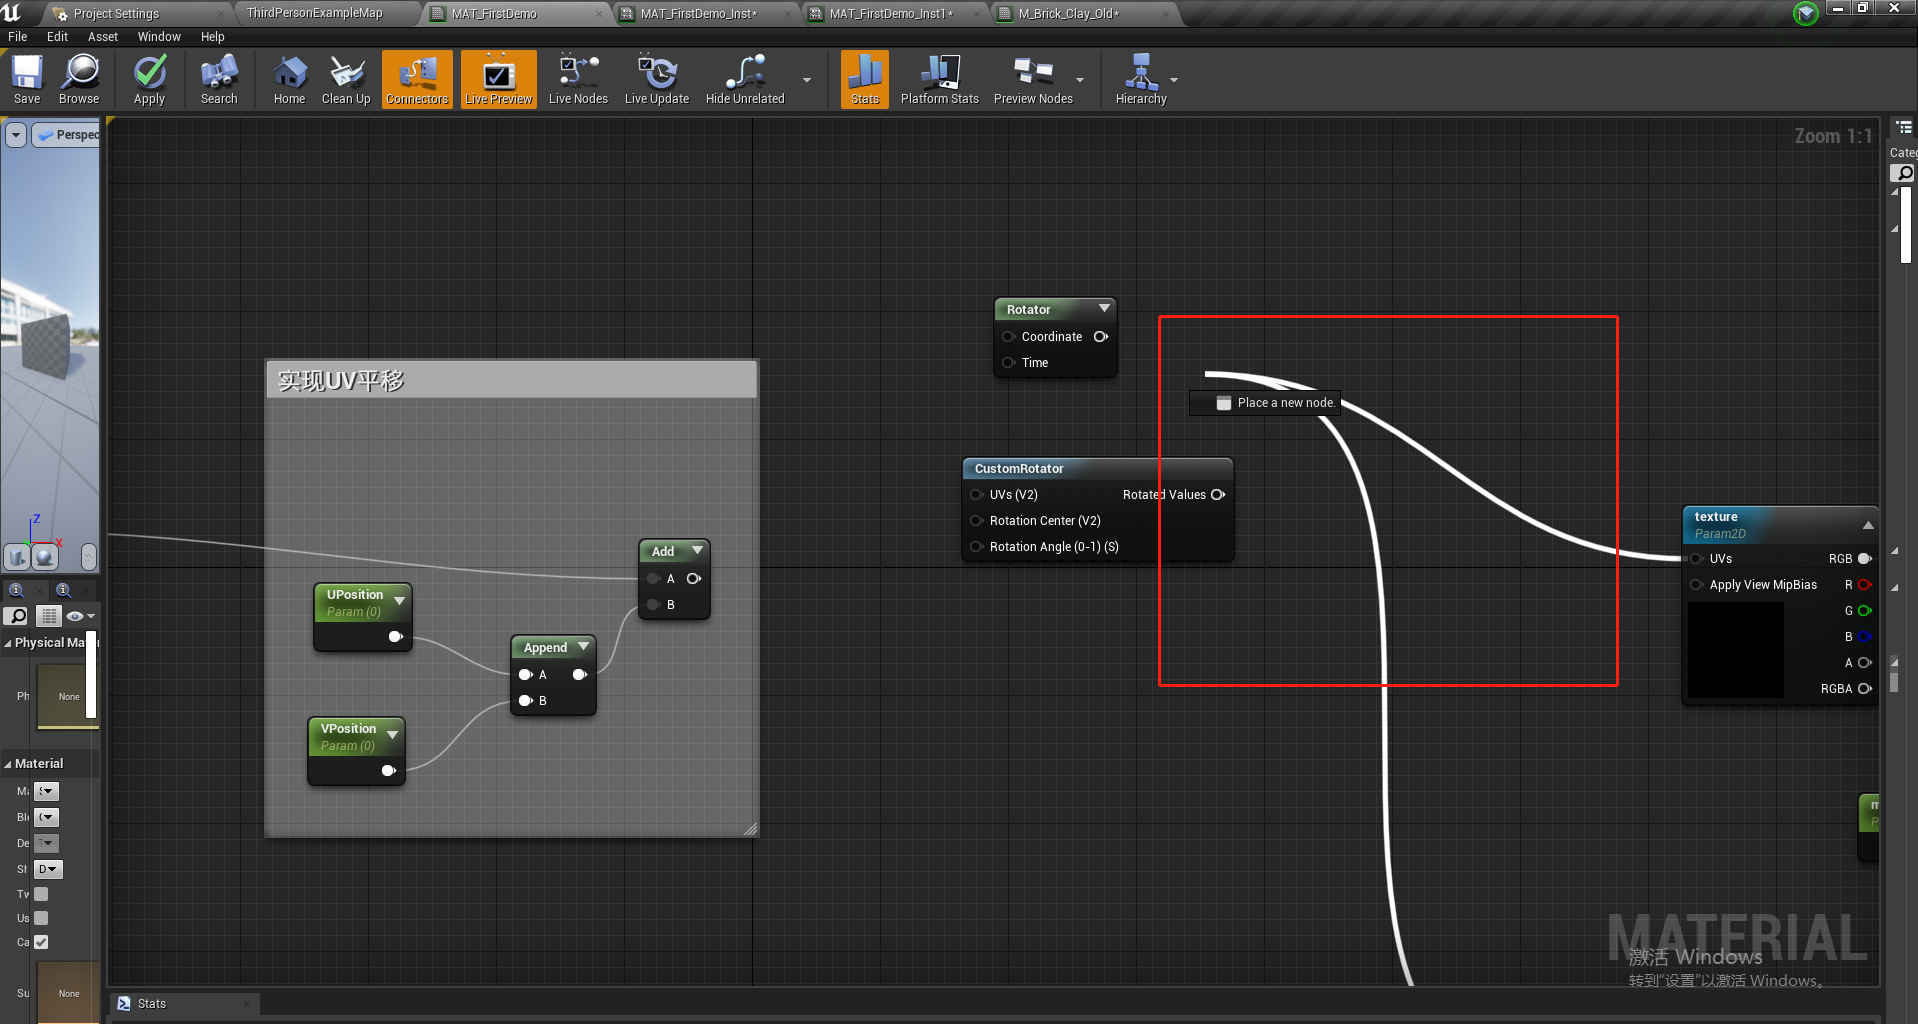 Project Settings
ThirdPersonExampleMap
MAT_FirstDemo
MAT_FirstDemo_Inst*
MAT_FirstDemo_Inst1*
M_Brick_Clay_Old*
File Edit Asset Window Help
Save
Browse
Apply
Search
Home
Clean Up
Connectors
Live Preview
Live Nodes
Live Update
Hide Unrelated
Stats
Platform Stats
Preview Nodes
Hierarchy
Perspec
Zoom 1:1
Categ
Rotator
Coordinate
Time
实现UV平移
Place a new node.
CustomRotator
UVs (V2)
Rotated Values
Rotation Center (V2)
Rotation Angle (0-1) (S)
texture
Param2D
UVs
RGB
Apply View MipBias
R
G
B
A
RGBA
Z
X
Add
A
B
UPosition
Param (0)
Append
A
B
VPosition
Param (0)
Physical Ma
Ph
None
Material
Ma
Ble
De
Sh
D
Tw
Us
Ca
Su
None
MATERIAL
激活 Windows
转到“设置”以激活 Windows。
Stats